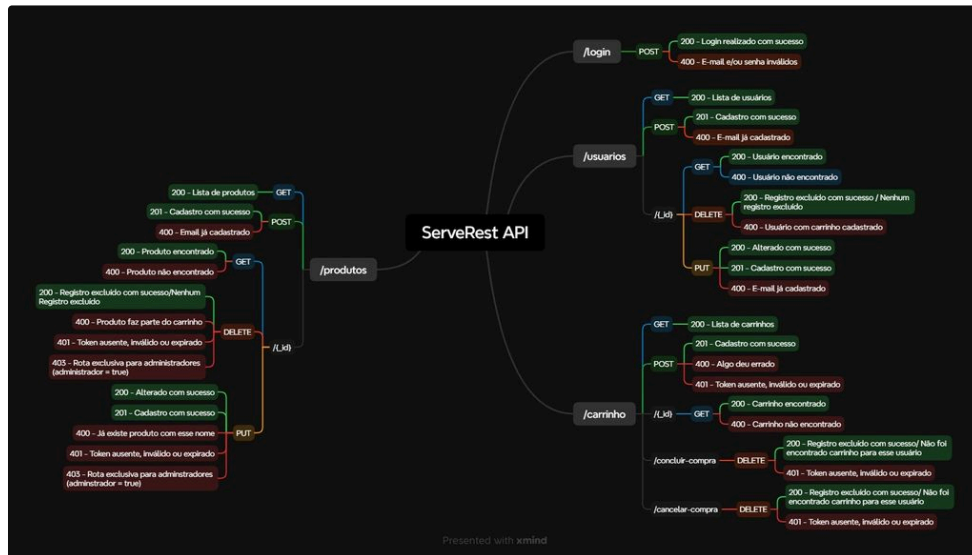 ServeRest API
/login
POST
200 - Login realizado com sucesso
400 - E-mail e/ou senha inválidos
/usuarios
GET
200 - Lista de usuários
POST
201 - Cadastro com sucesso
400 - E-mail já cadastrado
/{_id}
GET
200 - Usuário encontrado
400 - Usuário não encontrado
DELETE
200 - Registro excluído com sucesso / Nenhum
registro excluído
400 - Usuário com carrinho cadastrado
PUT
200 - Alterado com sucesso
201 - Cadastro com sucesso
400 - E-mail já cadastrado
/carrinho
GET
200 - Lista de carrinhos
POST
201 - Cadastro com sucesso
400 - Algo deu errado
401 - Token ausente, inválido ou expirado
/{_id}
GET
200 - Carrinho encontrado
400 - Carrinho não encontrado
/concluir-compra
DELETE
200 - Registro excluído com sucesso/ Não foi
encontrado carrinho para esse usuário
401 - Token ausente, inválido ou expirado
/cancelar-compra
DELETE
200 - Registro excluído com sucesso/ Não foi
encontrado carrinho para esse usuário
401 - Token ausente, inválido ou expirado
/produtos
GET
200 - Lista de produtos
POST
201 - Cadastro com sucesso
400 - Email já cadastrado
/{_id}
GET
200 - Produto encontrado
400 - Produto não encontrado
DELETE
200 - Registro excluído com sucesso/Nenhum
Registro excluído
400 - Produto faz parte do carrinho
401 - Token ausente, inválido ou expirado
403 - Rota exclusiva para administradores
(administrador = true)
PUT
200 - Alterado com sucesso
201 - Cadastro com sucesso
400 - Já existe produto com esse nome
401 - Token ausente, inválido ou expirado
403 - Rota exclusiva para adminstradores
(adminstrador = true)
Presented with xmind